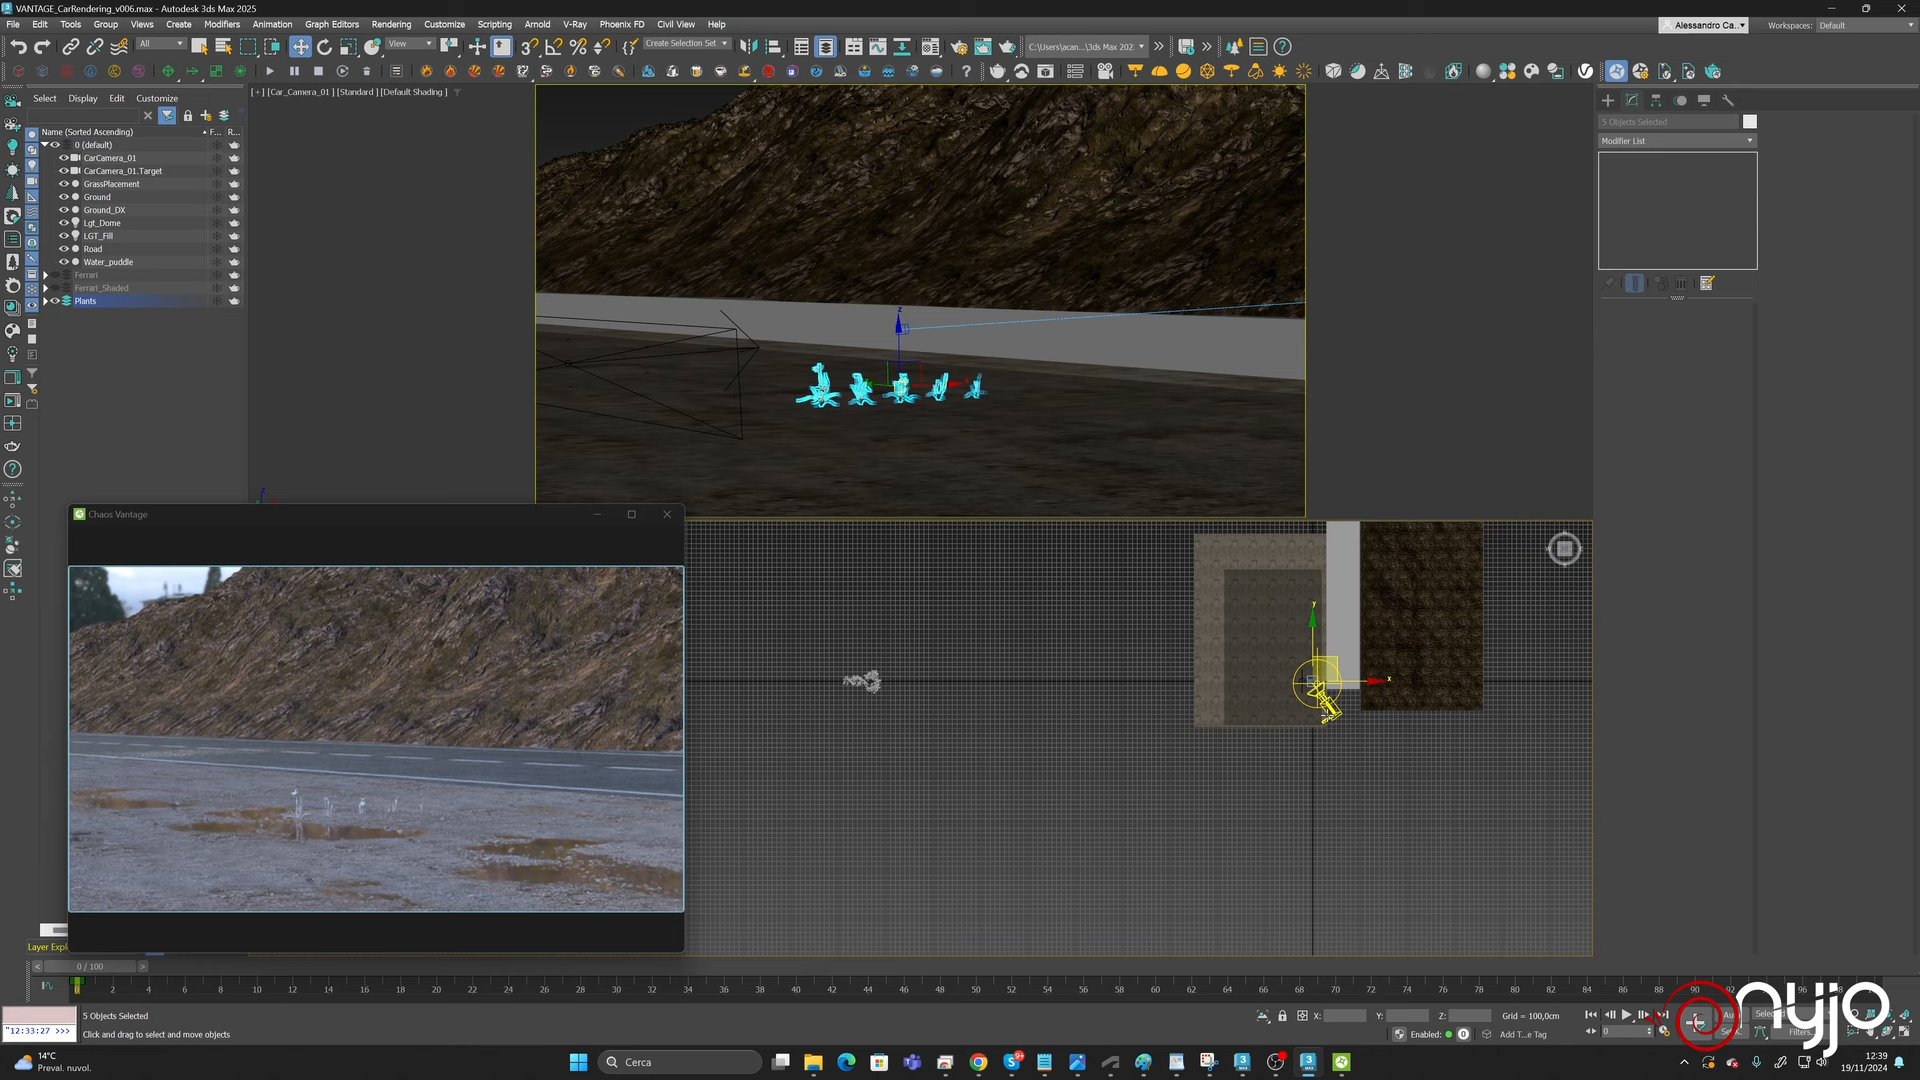 VANTAGE_CarRendering_v006.max - Autodesk 3ds Max 2025
File Edit Tools Group Views Create Modifiers Animation Graph Editors Rendering Customize Scripting Arnold V-Ray Phoenix FD Civil View Help
Alessandro Ca...
Workspaces: Default
All
View
Create Selection Set
C:\Users\acan...\3ds Max 202
Select Display Edit Customize
[+] [Car_Camera_01] [Standard] [Default Shading]
5 Objects Selected
Name (Sorted Ascending) F... R...
Modifier List
0 (default)
CarCamera_01
CarCamera_01.Target
GrassPlacement
Ground
Ground_DX
Lgt_Dome
LGT_Fill
Road
Water_puddle
Ferrari
Ferrari_Shaded
Plants
Chaos Vantage
Layer Expl
0 / 100
0 2 4 6 8 10 12 14 16 18 20 22 24 26 28 30 32 34 36 38 40 42 44 46 48 50 52 54 56 58 60 62 64 66 68 70 72 74 76 78 80 82 84 86 88 90 96
5 Objects Selected
X: Y: Z: Grid = 100,0cm
"12:33:27 >>>
Click and drag to select and move objects
Enabled: 0 Add T...e Tag
0
Au
Selected
Filters...
nyjo
14°C
Preval. nuvol.
Cerca
12:39
19/11/2024